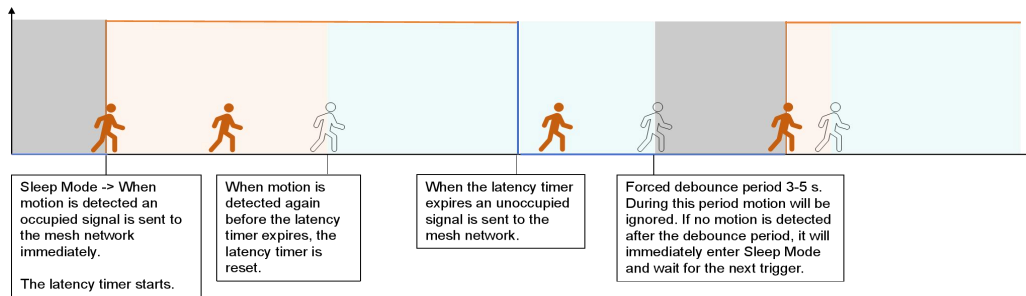 Sleep Mode -> When
motion is detected an
occupied signal is sent to
the mesh network
immediately.
The latency timer starts.
When motion is
detected again
before the latency
timer expires, the
latency timer is
reset.
When the latency timer
expires an unoccupied
signal is sent to the
mesh network.
Forced debounce period 3-5 s.
During this period motion will be
ignored. If no motion is detected
after the debounce period, it will
immediately enter Sleep Mode
and wait for the next trigger.